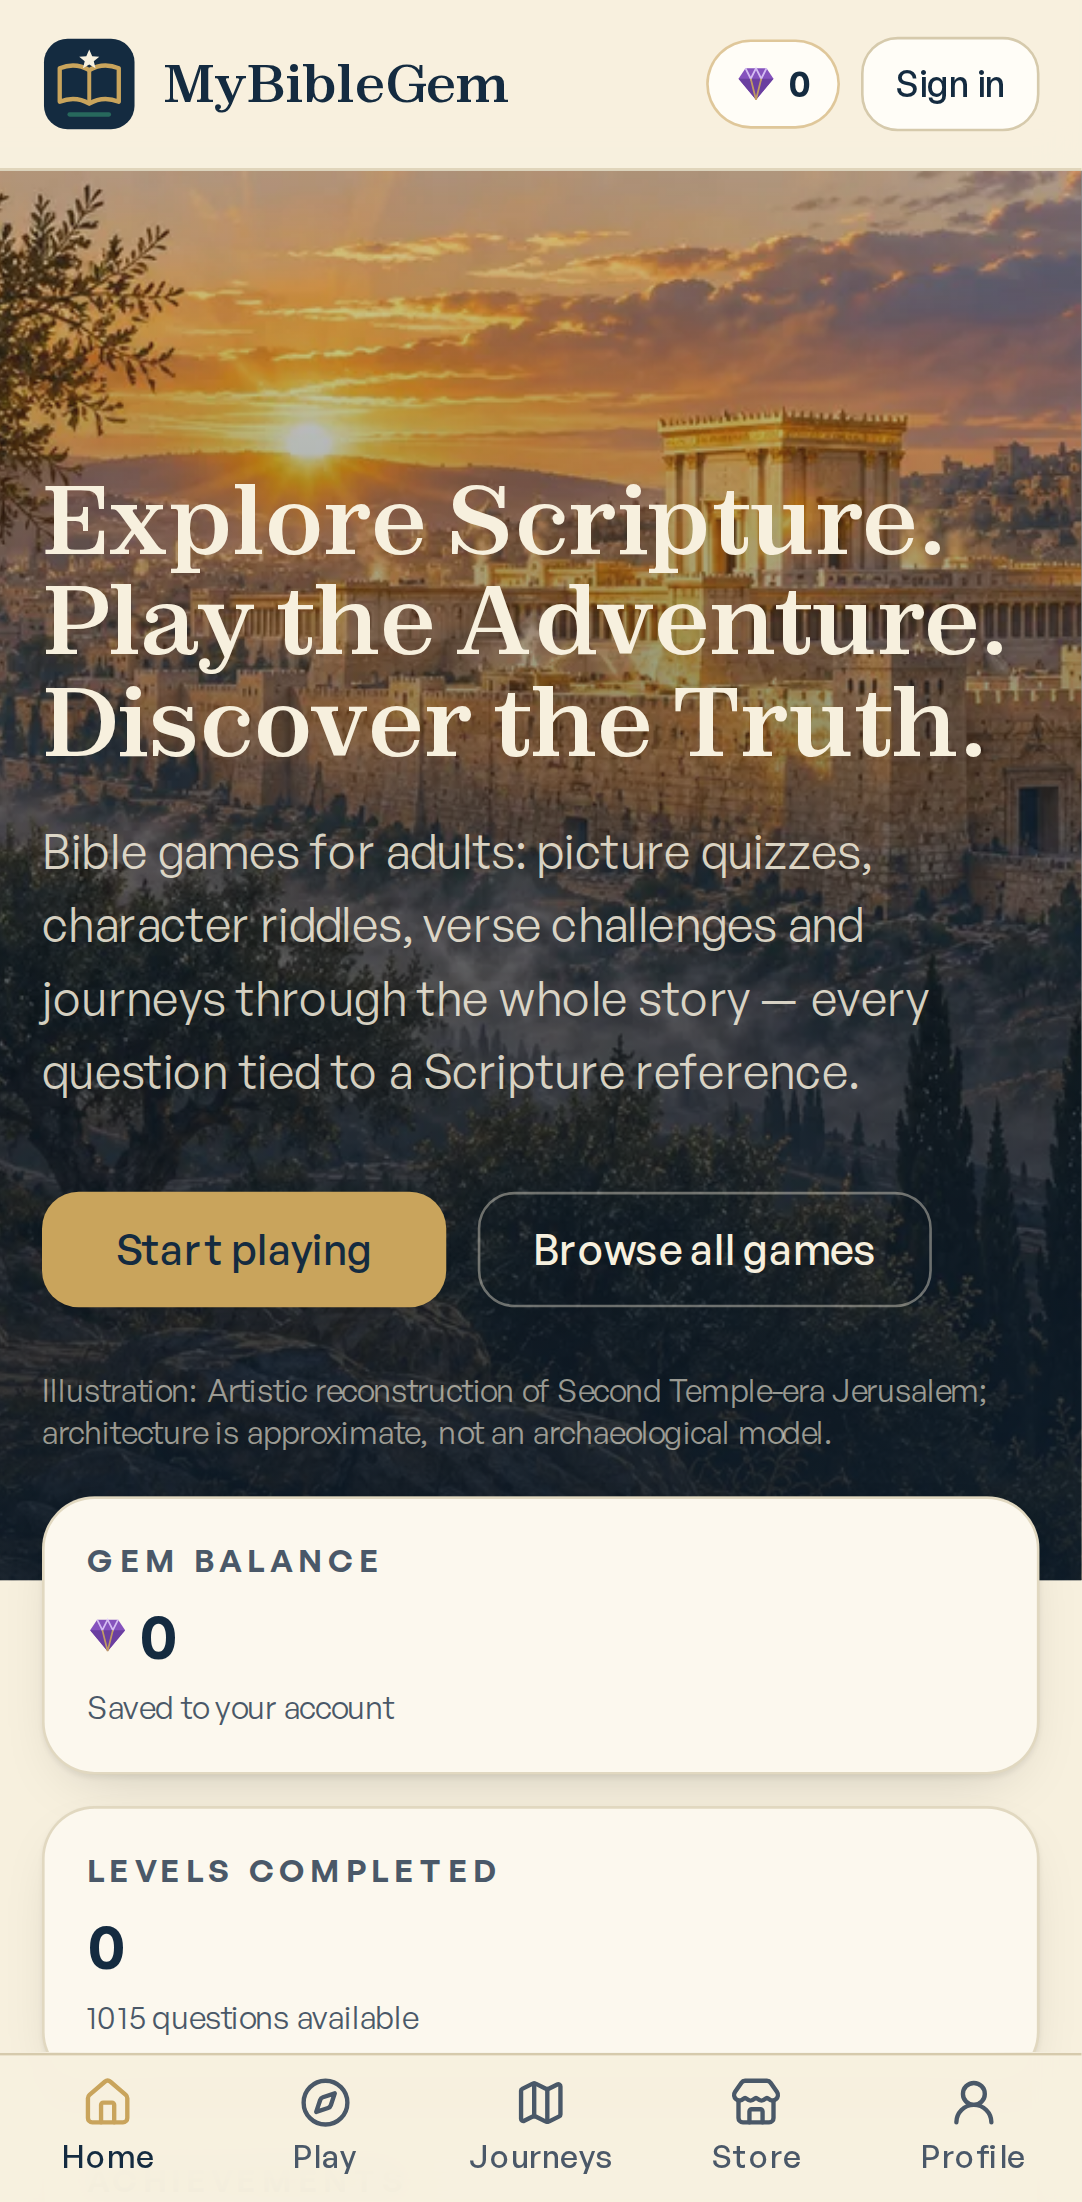 MyBibleGem
0
Sign in
Explore Scripture.
Play the Adventure.
Discover the Truth.
Bible games for adults: picture quizzes,
character riddles, verse challenges and
journeys through the whole story — every
question tied to a Scripture reference.
Start playing
Browse all games
Illustration: Artistic reconstruction of Second Temple-era Jerusalem;
architecture is approximate, not an archaeological model.
GEM BALANCE
0
Saved to your account
LEVELS COMPLETED
0
1015 questions available
Home
Play
Journeys
Store
Profile